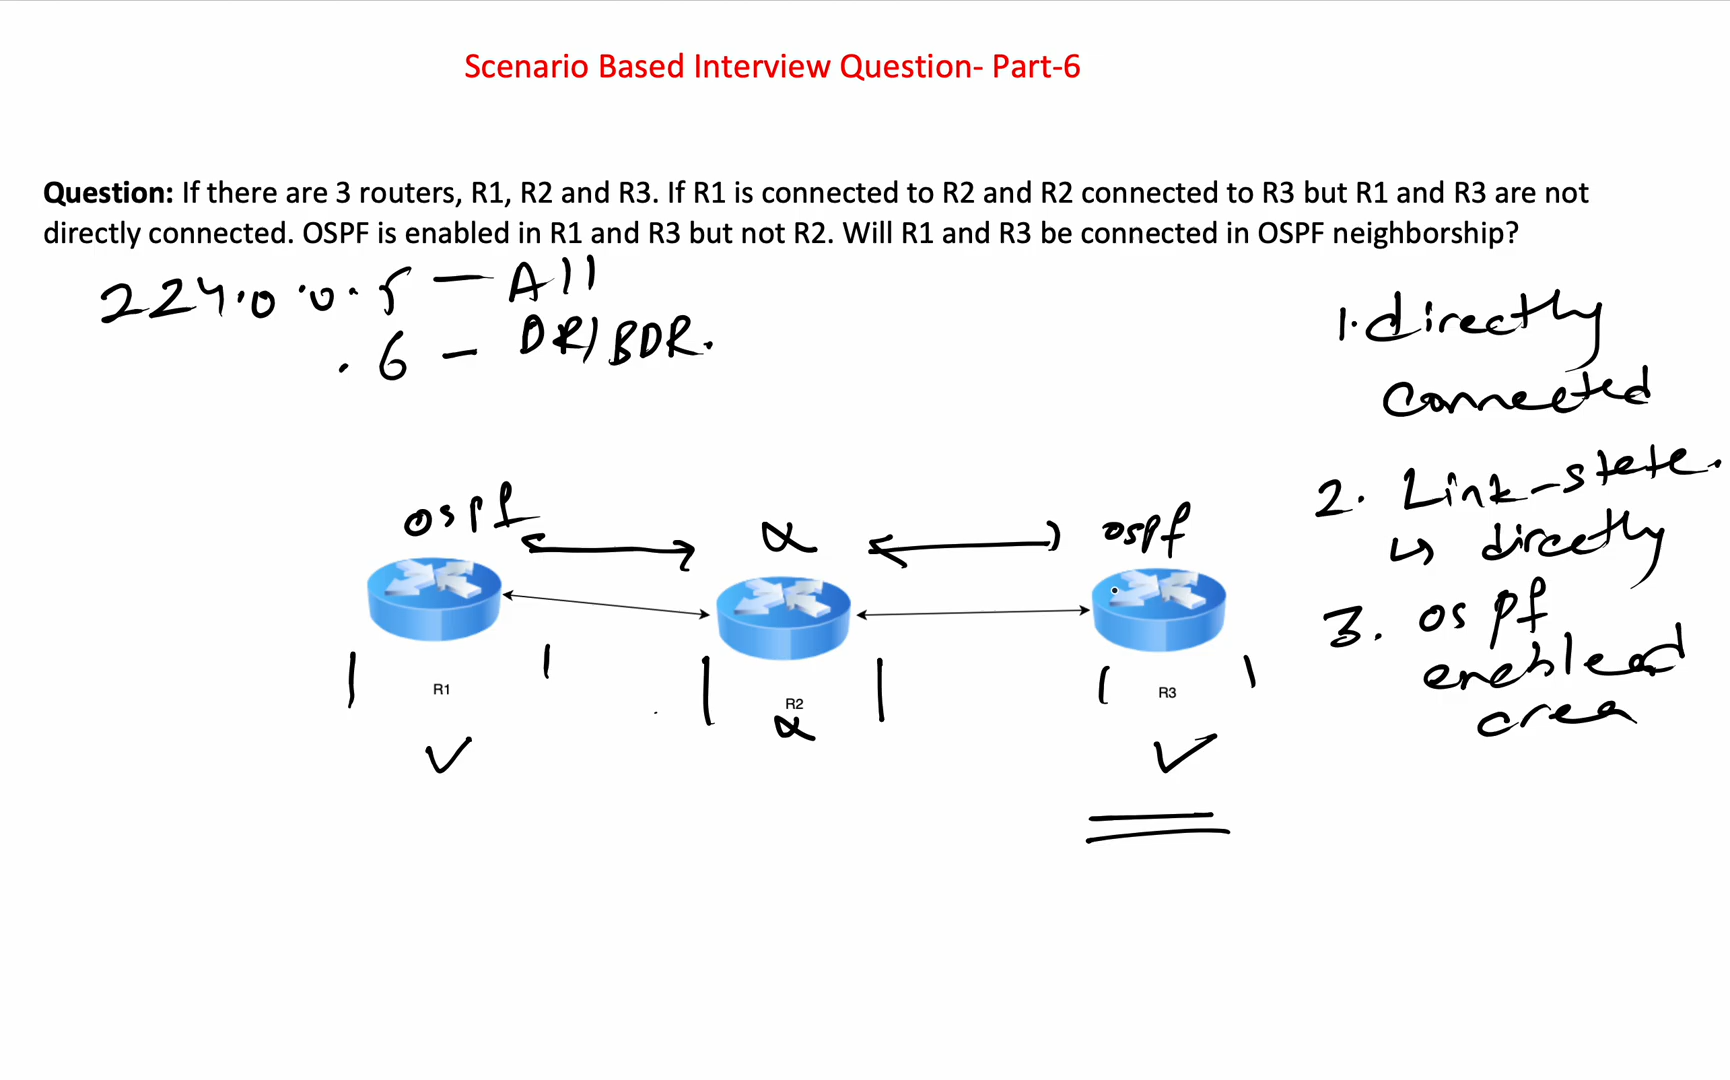 Scenario Based Interview Question- Part-6
Question: If there are 3 routers, R1, R2 and R3. If R1 is connected to R2 and R2 connected to R3 but R1 and R3 are not
directly connected. OSPF is enabled in R1 and R3 but not R2. Will R1 and R3 be connected in OSPF neighborship?
224.0.0.5 — All
.6 — DR/BDR.
1. directly
connected
2. Link-state.
↳ directly
3. ospf
enabled
area
ospf
x
ospf
R1
R2
R3
x